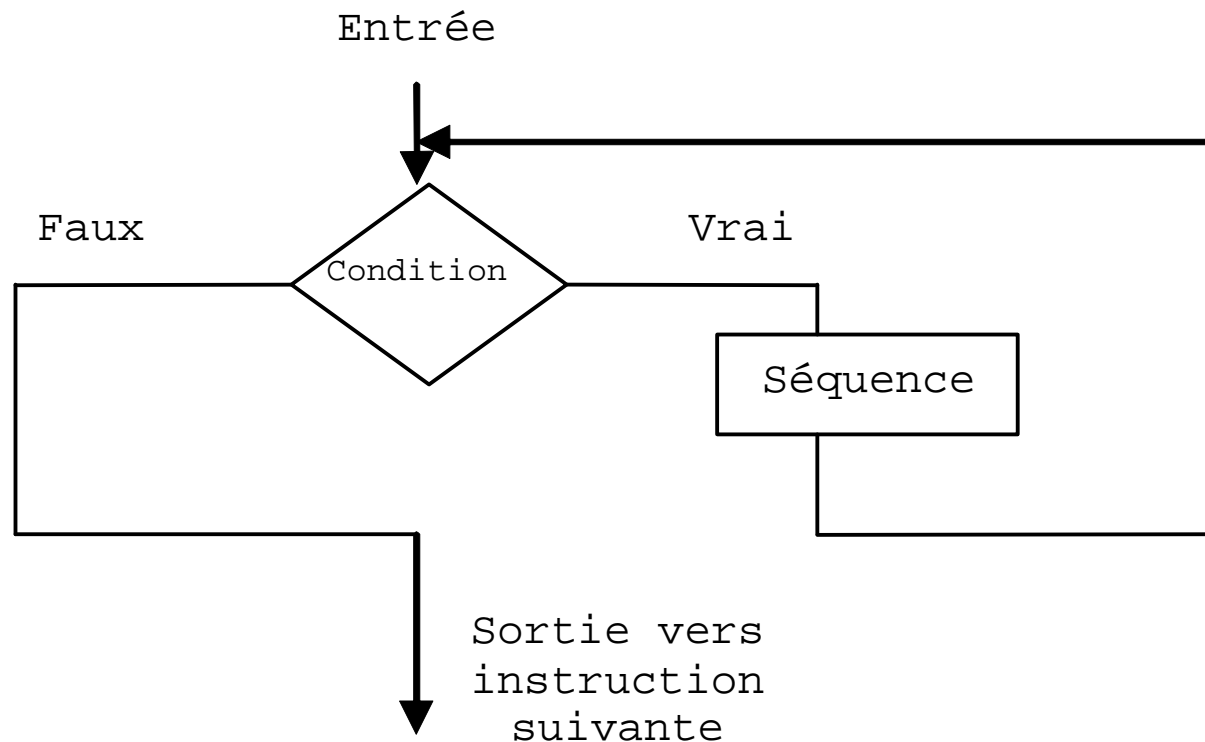 Entrée
Faux
Vrai
Condition
Séquence
Sortie vers
instruction
suivante